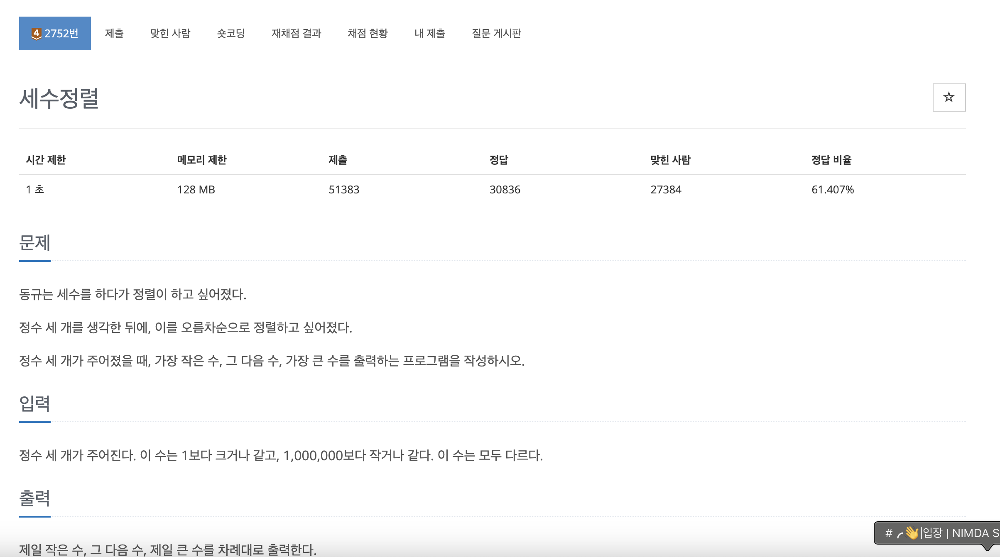 4 2752번 제출 맞힌 사람 숏코딩 재채점 결과 채점 현황 내 제출 질문 게시판
세수정렬
시간 제한 메모리 제한 제출 정답 맞힌 사람 정답 비율
1 초 128 MB 51383 30836 27384 61.407%
문제
동규는 세수를 하다가 정렬이 하고 싶어졌다.
정수 세 개를 생각한 뒤에, 이를 오름차순으로 정렬하고 싶어졌다.
정수 세 개가 주어졌을 때, 가장 작은 수, 그 다음 수, 가장 큰 수를 출력하는 프로그램을 작성하시오.
입력
정수 세 개가 주어진다. 이 수는 1보다 크거나 같고, 1,000,000보다 작거나 같다. 이 수는 모두 다르다.
출력
제일 작은 수, 그 다음 수, 제일 큰 수를 차례대로 출력한다.
# ╭👋|입장 | NIMDA S